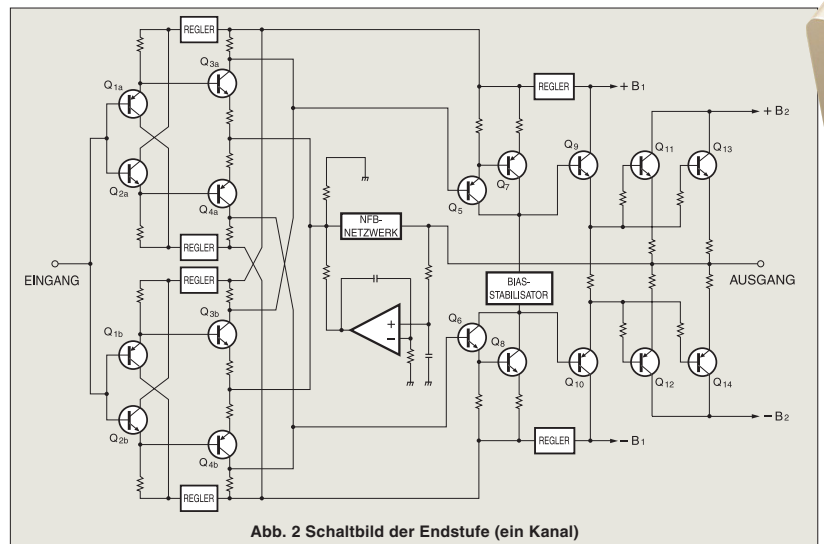 REGLER
Q3a
Q1a
Q2a
Q4a
REGLER
EINGANG
REGLER
Q3b
Q1b
Q2b
Q4b
REGLER
NFB-
NETZWERK
+
−
REGLER
+ B1
+ B2
Q9
Q11
Q13
Q7
Q5
BIAS-
STABILISATOR
AUSGANG
Q6
Q8
Q10
Q12
Q14
− B2
REGLER
− B1
Abb. 2 Schaltbild der Endstufe (ein Kanal)